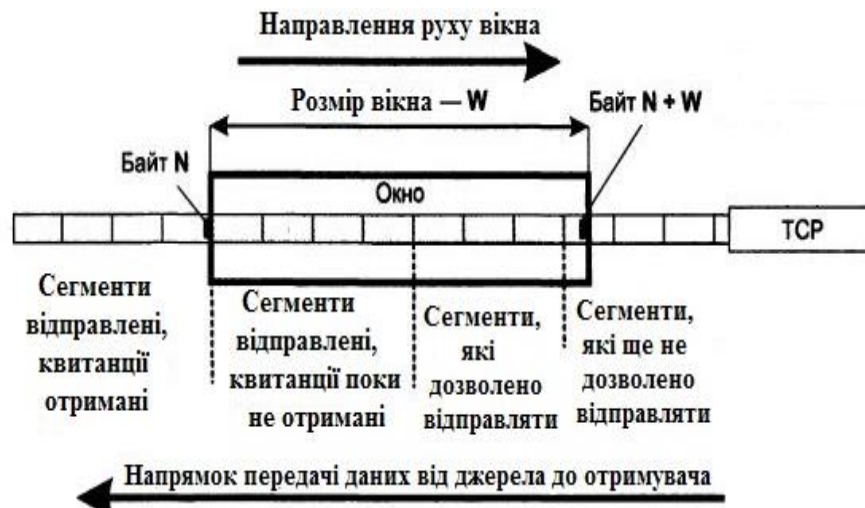 Направлення руху вікна
Розмір вікна — W
Байт N + W
Байт N
Окно
TCP
Сегменти
відправлені,
квитанції
отримані
Сегменти
відправлені,
квитанції поки
не отримані
Сегменти,
які
дозволено
відправляти
Сегменти,
які ще не
дозволено
відправляти
Напрямок передачі даних від джерела до отримувача